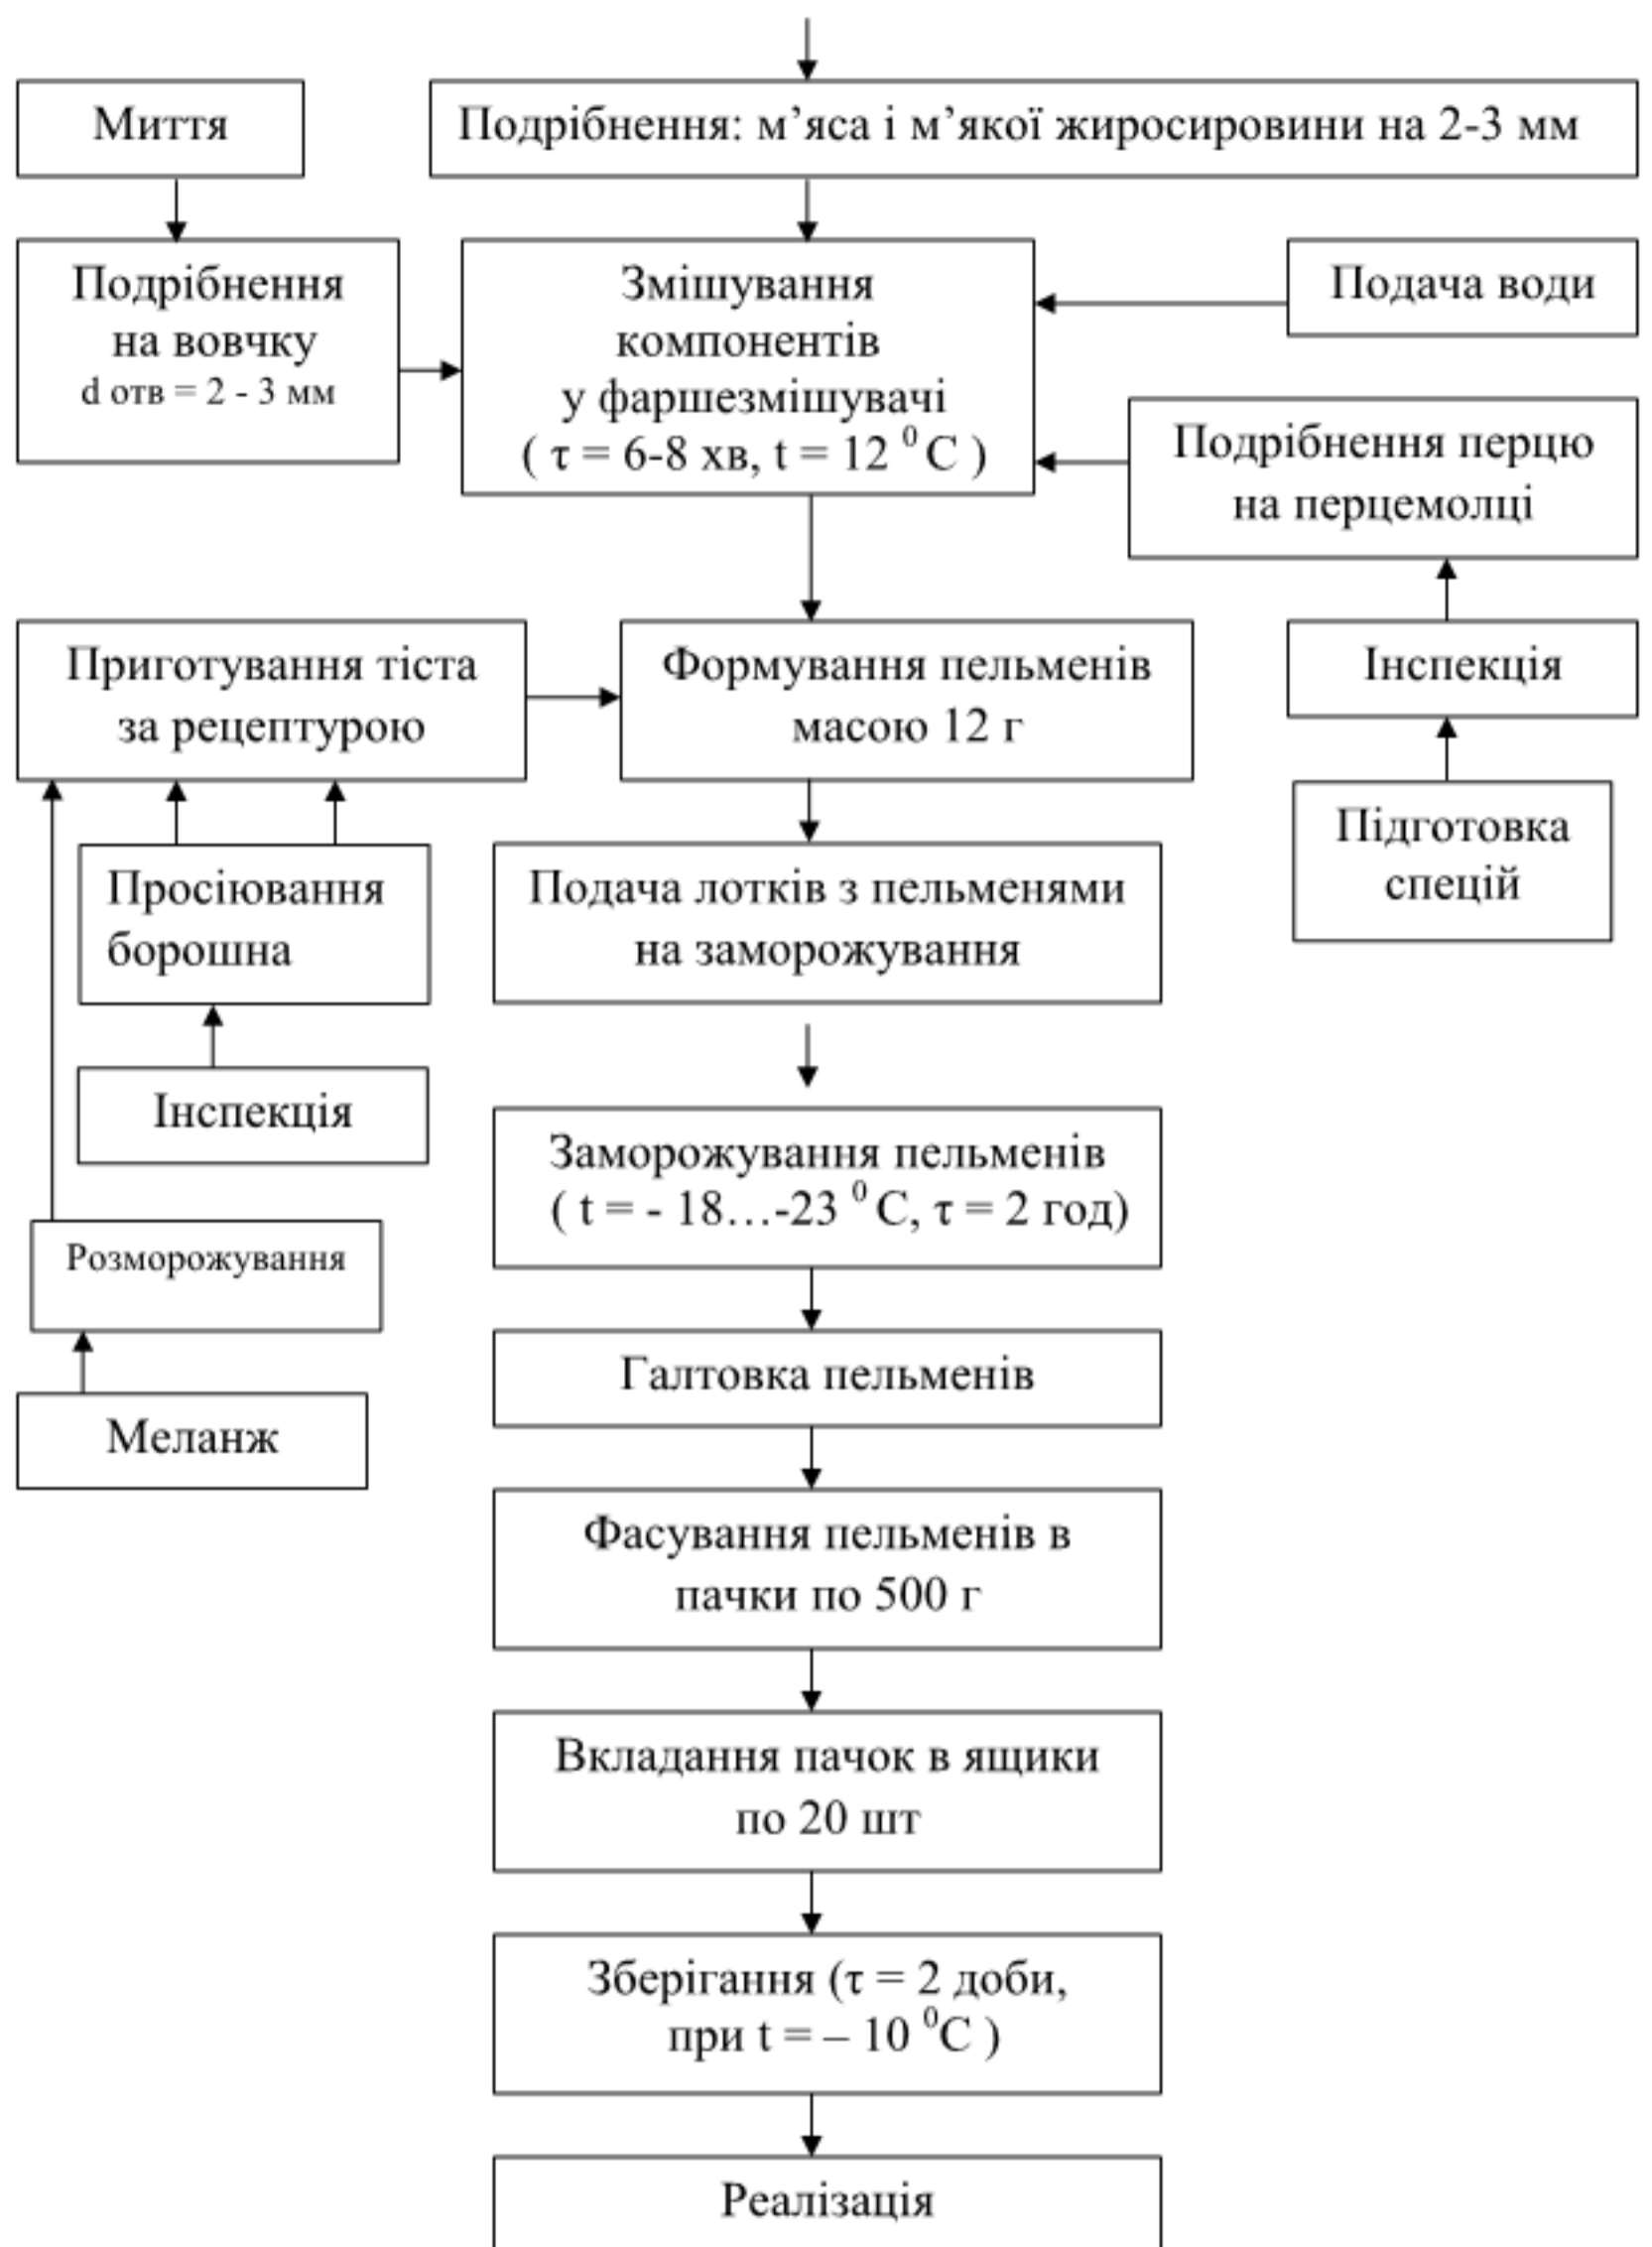 Миття
Подрібнення: м’яса і м’якої жиросировини на 2-3 мм
Подрібнення
на вовчку
d отв = 2 - 3 мм
Змішування
компонентів
у фаршезмішувачі
( τ = 6-8 хв, t = 12 ⁰ С )
Подача води
Подрібнення перцю
на перцемолці
Приготування тіста
за рецептурою
Формування пельменів
масою 12 г
Інспекція
Підготовка
спецій
Просіювання
борошна
Подача лотків з пельменями
на заморожування
Інспекція
Заморожування пельменів
( t = - 18…-23 ⁰ С, τ = 2 год)
Розморожування
Галтовка пельменів
Меланж
Фасування пельменів в
пачки по 500 г
Вкладання пачок в ящики
по 20 шт
Зберігання (τ = 2 доби,
при t = – 10 ⁰С )
Реалізація